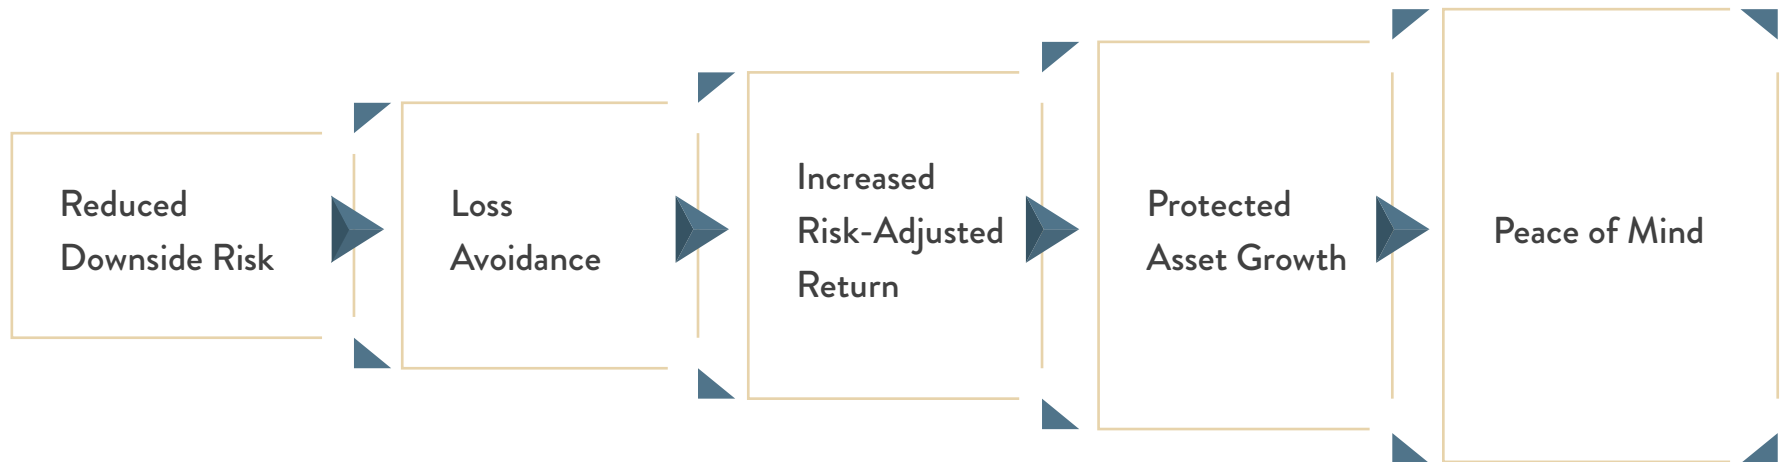 Reduced
Downside Risk
Loss
Avoidance
Increased
Risk-Adjusted
Return
Protected
Asset Growth
Peace of Mind